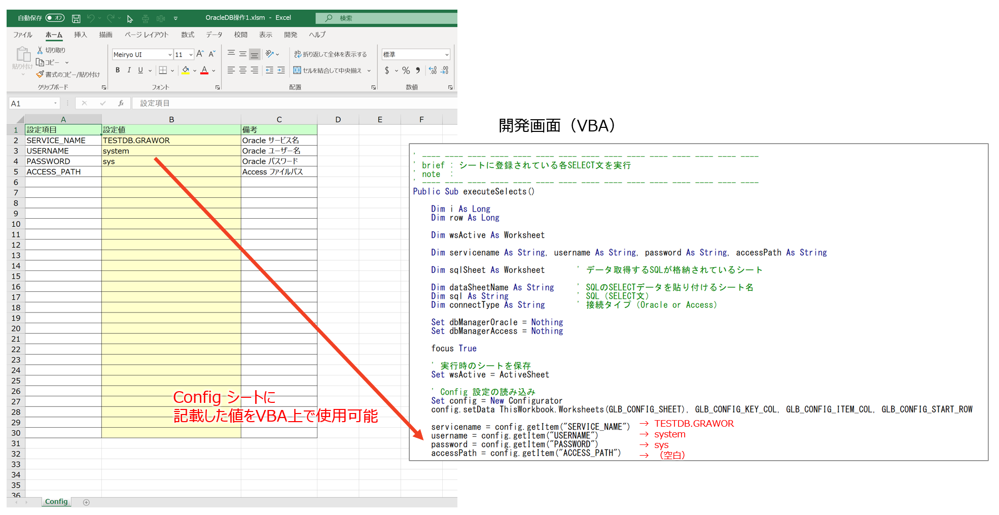 自動保存 オフ OracleDB操作1.xlsm - Excel 検索
ファイル ホーム 挿入 描画 ページ レイアウト 数式 データ 校閲 表示 開発 ヘルプ
貼り付け
切り取り
コピー
書式のコピー/貼り付け
クリップボード
Meiryo UI 11 A^ A˅
B I U A
フォント
折り返して全体を表示する
セルを結合して中央揃え
配置
標準
$ % 9 ←0 .00 .00 →0
数値
A1 fx 設定項目
A B C D E F
1 設定項目 設定値 備考
2 SERVICE_NAME TESTDB.GRAWOR Oracle サービス名
3 USERNAME system Oracle ユーザー名
4 PASSWORD sys Oracle パスワード
5 ACCESS_PATH Access ファイルパス
6
7
8
9
10
11
12
13
14
15
16
17
18
19
20
21
22
23
24
25
26
27
28
29
30
31
32
33
34
35
36
Config シートに
記載した値をVBA上で使用可能
Config
開発画面（VBA）
' ---- ---- ---- ---- ---- ---- ---- ---- ---- ---- ---- ---- ---- ---- ----
' brief : シートに登録されている各SELECT文を実行
' note  :
' ---- ---- ---- ---- ---- ---- ---- ---- ---- ---- ---- ---- ---- ---- ----
Public Sub executeSelects()
Dim i As Long
Dim row As Long
Dim wsActive As Worksheet
Dim servicename As String, username As String, password As String, accessPath As String
Dim sqlSheet As Worksheet ' データ取得するSQLが格納されているシート
Dim dataSheetName As String ' SQLのSELECTデータを貼り付けるシート名
Dim sql As String ' SQL（SELECT文）
Dim connectType As String ' 接続タイプ（Oracle or Access）
Set dbManagerOracle = Nothing
Set dbManagerAccess = Nothing
focus True
' 実行時のシートを保存
Set wsActive = ActiveSheet
' Config 設定の読み込み
Set config = New Configurator
config.setData ThisWorkbook.Worksheets(GLB_CONFIG_SHEET), GLB_CONFIG_KEY_COL, GLB_CONFIG_ITEM_COL, GLB_CONFIG_START_ROW
servicename = config.getItem("SERVICE_NAME") → TESTDB.GRAWOR
username = config.getItem("USERNAME") → system
password = config.getItem("PASSWORD") → sys
accessPath = config.getItem("ACCESS_PATH") → （空白）